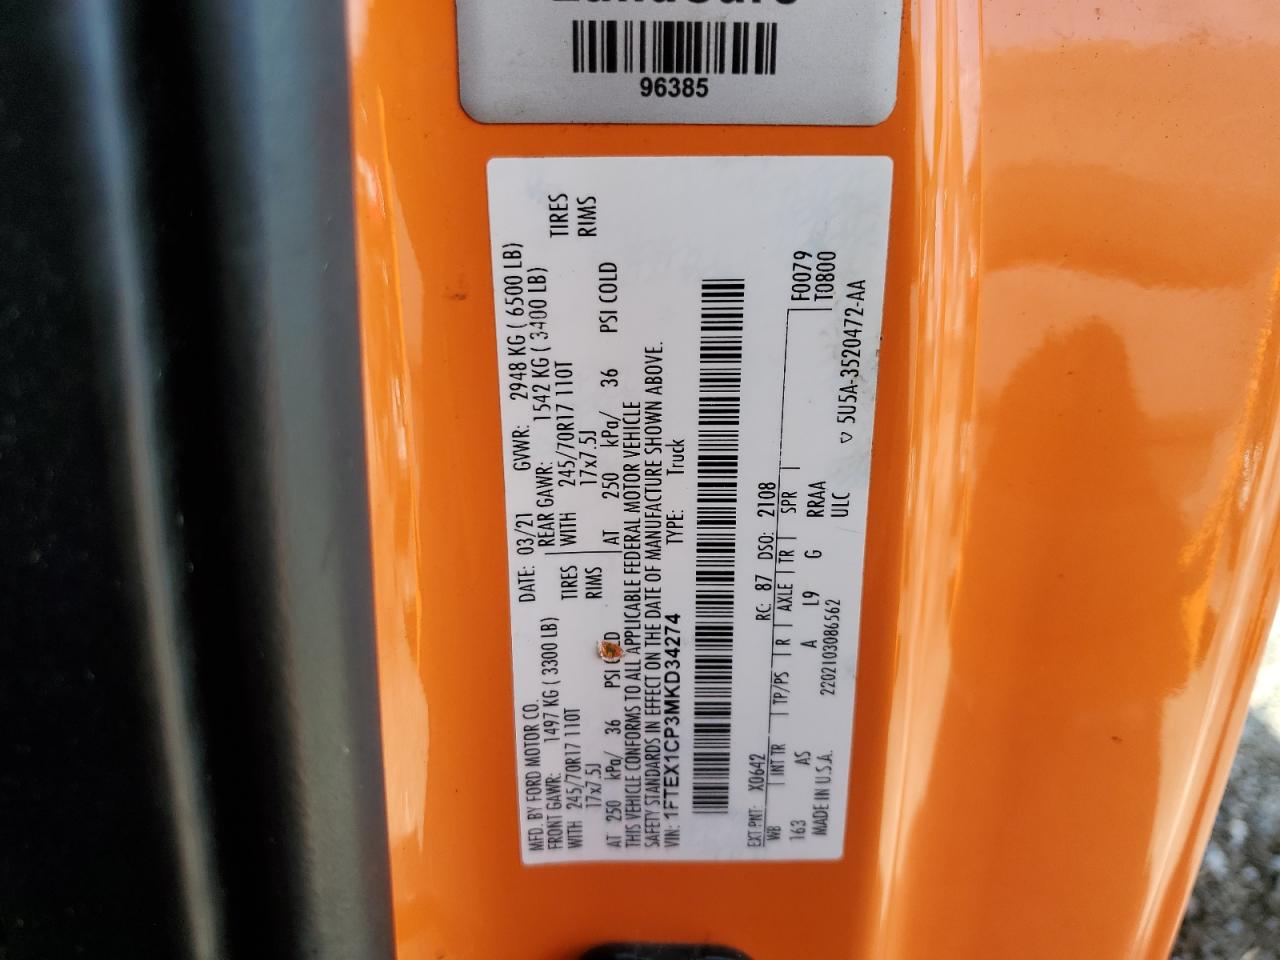 96385
MFD. BY FORD MOTOR CO.
DATE: 03/21 GVWR: 2948 KG ( 6500 LB)
FRONT GAWR: 1497 KG ( 3300 LB) REAR GAWR: 1542 KG ( 3400 LB)
WITH 245/70R17 110T TIRES WITH 245/70R17 110T TIRES
17x7.5J RIMS 17x7.5J RIMS
AT 250 kPa/ 36 PSI COLD AT 250 kPa/ 36 PSI COLD
THIS VEHICLE CONFORMS TO ALL APPLICABLE FEDERAL MOTOR VEHICLE
SAFETY STANDARDS IN EFFECT ON THE DATE OF MANUFACTURE SHOWN ABOVE.
VIN: 1FTEX1CP3MKD34274 TYPE: Truck
EXT PNT: X0642 RC: 87 DSO: 2108
WB INT TR TP/PS R AXLE TR SPR F0079
163 AS A L9 G RRAA T0800
MADE IN U.S.A. 2202103086562 ULC
5U5A-3520472-AA